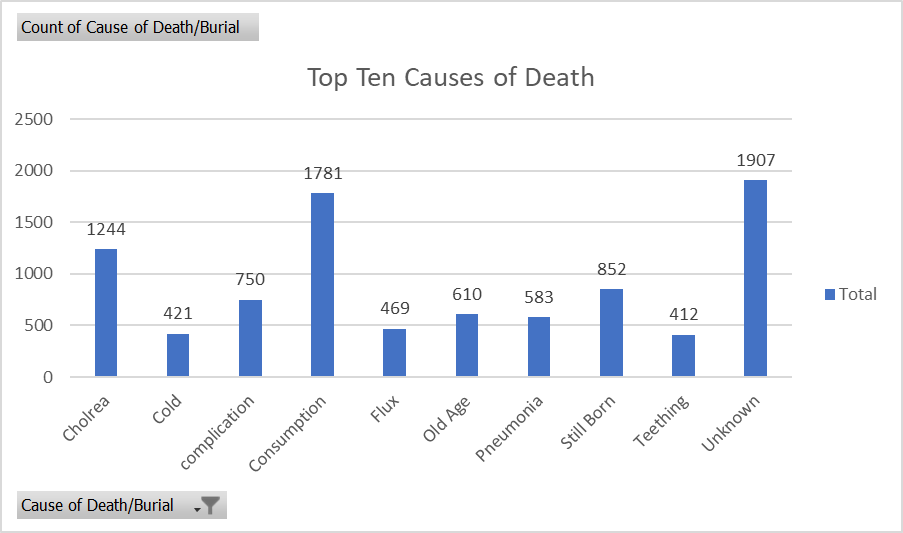 Count of Cause of Death/Burial
Top Ten Causes of Death
2500
2000
1500
1000
500
0
1244
421
750
1781
469
610
583
852
412
1907
Cholrea
Cold
complication
Consumption
Flux
Old Age
Pneumonia
Still Born
Teething
Unknown
Total
Cause of Death/Burial